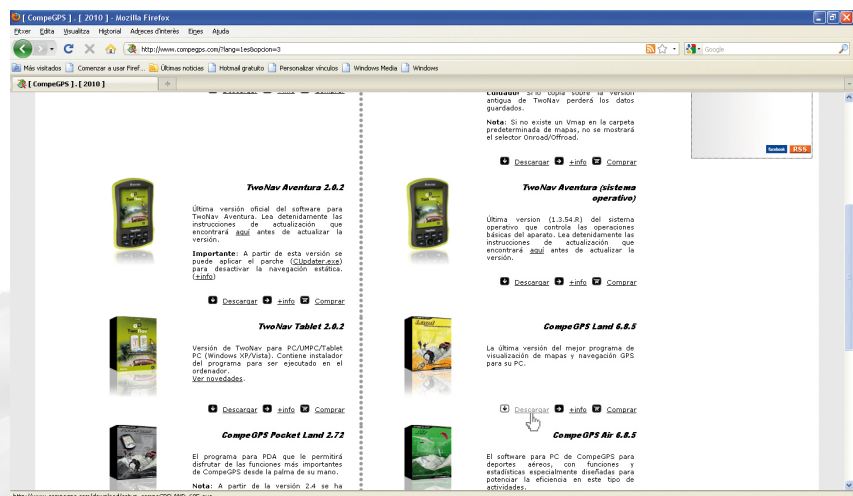 [ CompeGPS ] . [ 2010 ] - Mozilla Firefox
Fitxer Edita Visualitza Historial Adreces d'interès Eines Ajuda
http://www.compegps.com/?lang=1es&opcion=3
Google
Más visitados Comenzar a usar Firef... Últimas noticias Hotmail gratuito Personalizar vínculos Windows Media Windows
[ CompeGPS ] . [ 2010 ]
antigua de TwoNav perderá los datos
guardados.
Nota: Si no existe un Vmap en la carpeta
predeterminada de mapas, no se mostrará
el selector Onroad/Offroad.
Descargar +info Comprar
facebook RSS
TwoNav Aventura 2.0.2
Última versión oficial del software para
TwoNav Aventura. Lea detenidamente las
instrucciones de actualización que
encontrará aquí antes de actualizar la
versión.
Importante: A partir de esta versión se
puede aplicar el parche (CUpdater.exe)
para desactivar la navegación estática.
(+info)
Descargar +info Comprar
TwoNav Aventura (sistema
operativo)
Última version (1.3.54.R) del sistema
operativo que controla las operaciones
básicas del aparato. Lea detenidamente las
instrucciones de actualización que
encontrará aquí antes de actualizar la
versión.
Descargar +info Comprar
TwoNav Tablet 2.0.2
Versión de TwoNav para PC/UMPC/Tablet
PC (Windows XP/Vista). Contiene instalador
del programa para ser ejecutado en el
ordenador.
Ver novedades.
Descargar +info Comprar
CompeGPS Land 6.8.5
La última versión del mejor programa de
visualización de mapas y navegación GPS
para su PC.
Descargar +info Comprar
CompeGPS Pocket Land 2.72
El programa para PDA que le permitirá
disfrutar de las funciones más importantes
de CompeGPS desde la palma de su mano.
Nota: A partir de la versión 2.4 se ha
CompeGPS Air 6.8.5
El software para PC de CompeGPS para
deportes aéreos, con funciones y
estadísticas especialmente diseñadas para
potenciar la eficiencia en este tipo de
actividades.